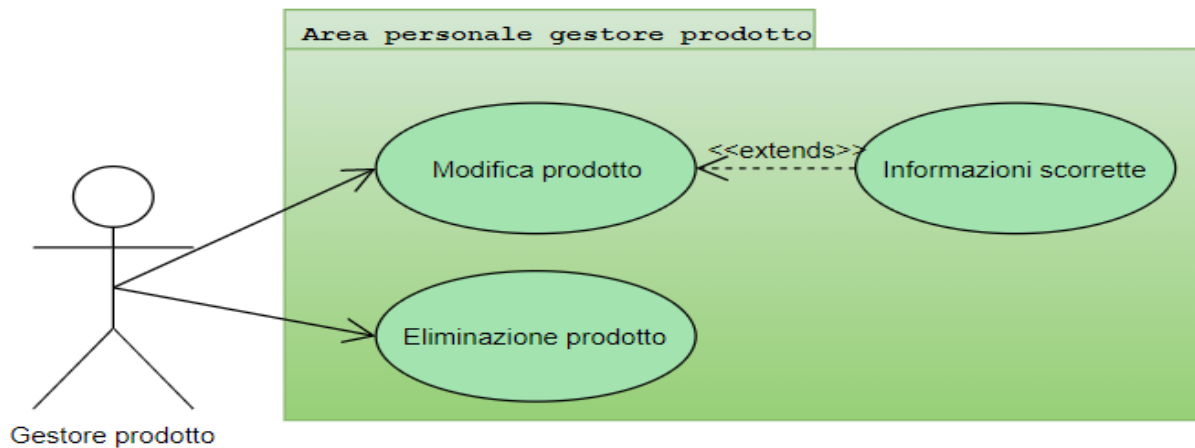 Area personale gestore prodotto
Modifica prodotto
<<extends>>
Informazioni scorrette
Eliminazione prodotto
Gestore prodotto